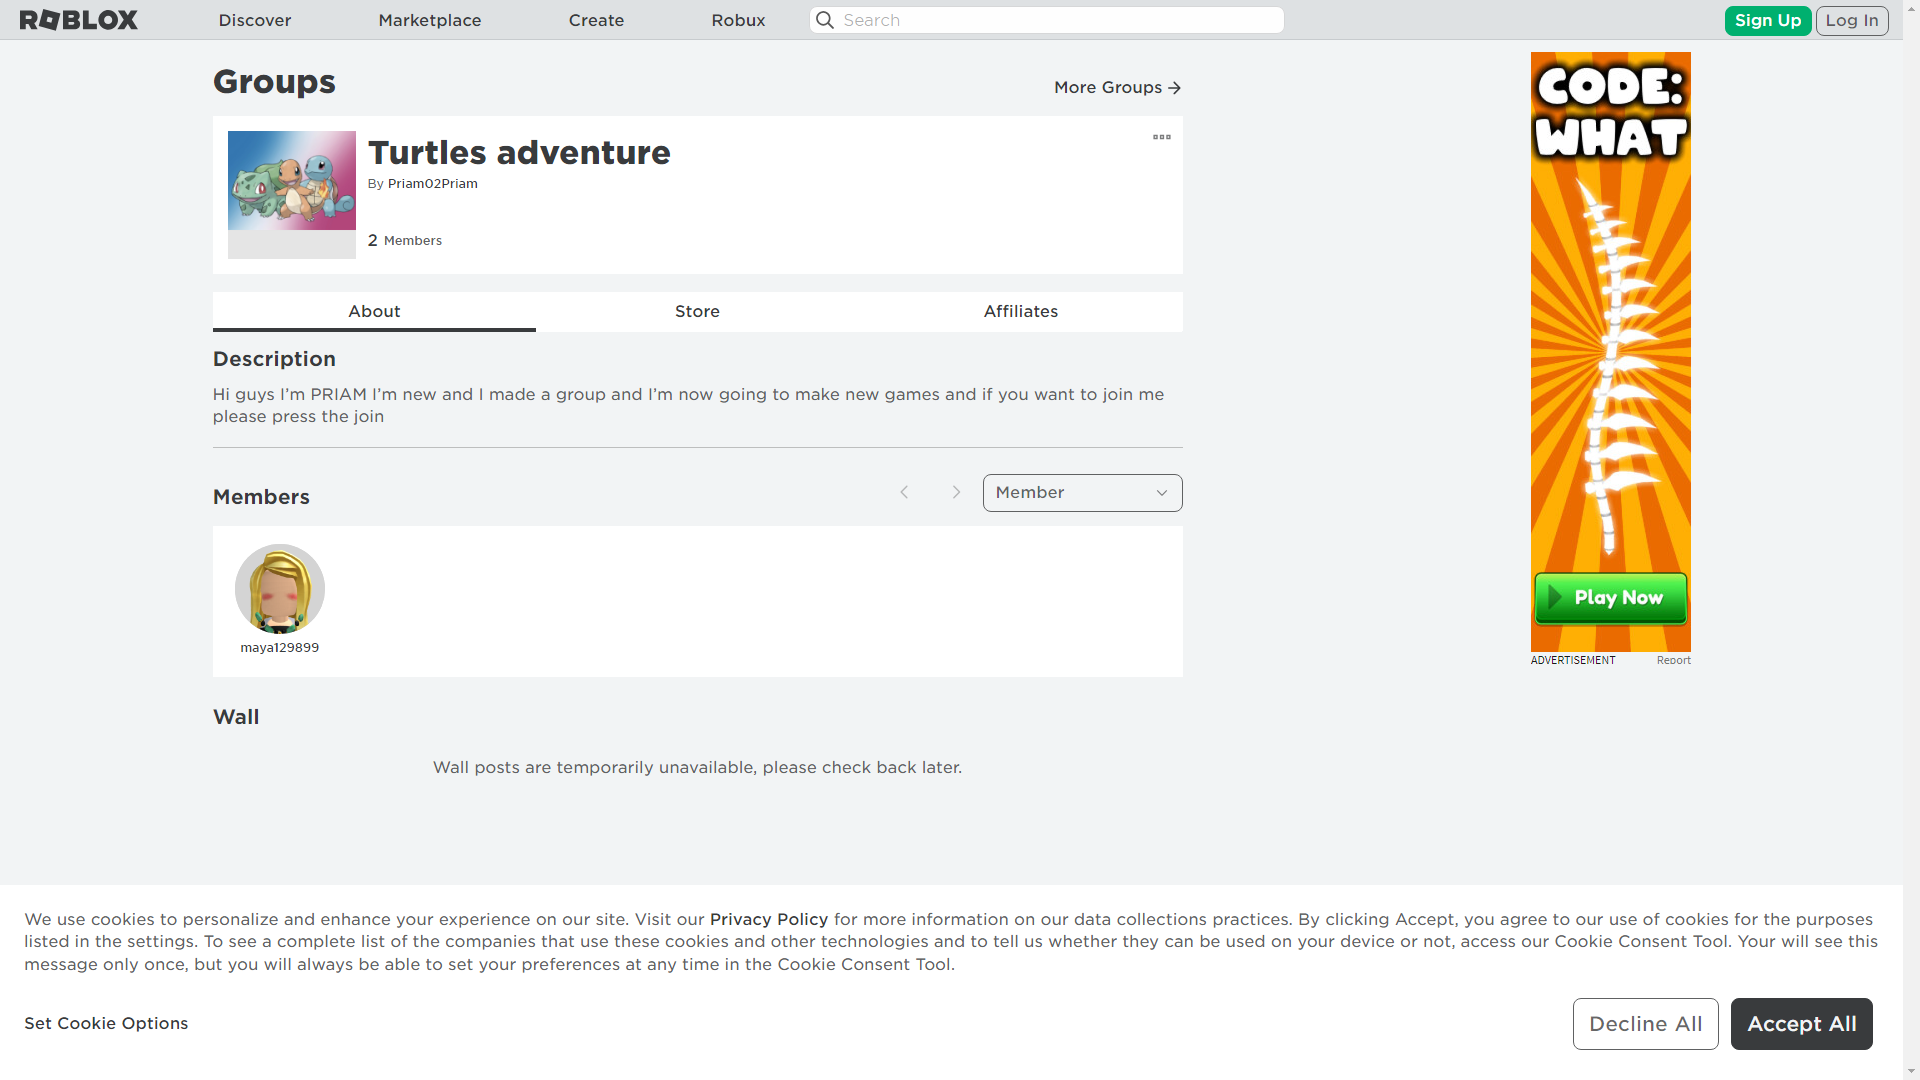 ROBLOX
Discover
Marketplace
Create
Robux
Search
Sign Up
Log In
Groups
More Groups
Turtles adventure
By Priam02Priam
2 Members
About
Store
Affiliates
Description
Hi guys I’m PRIAM I’m new and I made a group and I’m now going to make new games and if you want to join me
please press the join
Members
Member
maya129899
Wall
Wall posts are temporarily unavailable, please check back later.
CODE:
WHAT
Play Now
ADVERTISEMENT
Report
We use cookies to personalize and enhance your experience on our site. Visit our Privacy Policy for more information on our data collections practices. By clicking Accept, you agree to our use of cookies for the purposes
listed in the settings. To see a complete list of the companies that use these cookies and other technologies and to tell us whether they can be used on your device or not, access our Cookie Consent Tool. Your will see this
message only once, but you will always be able to set your preferences at any time in the Cookie Consent Tool.
Set Cookie Options
Decline All
Accept All